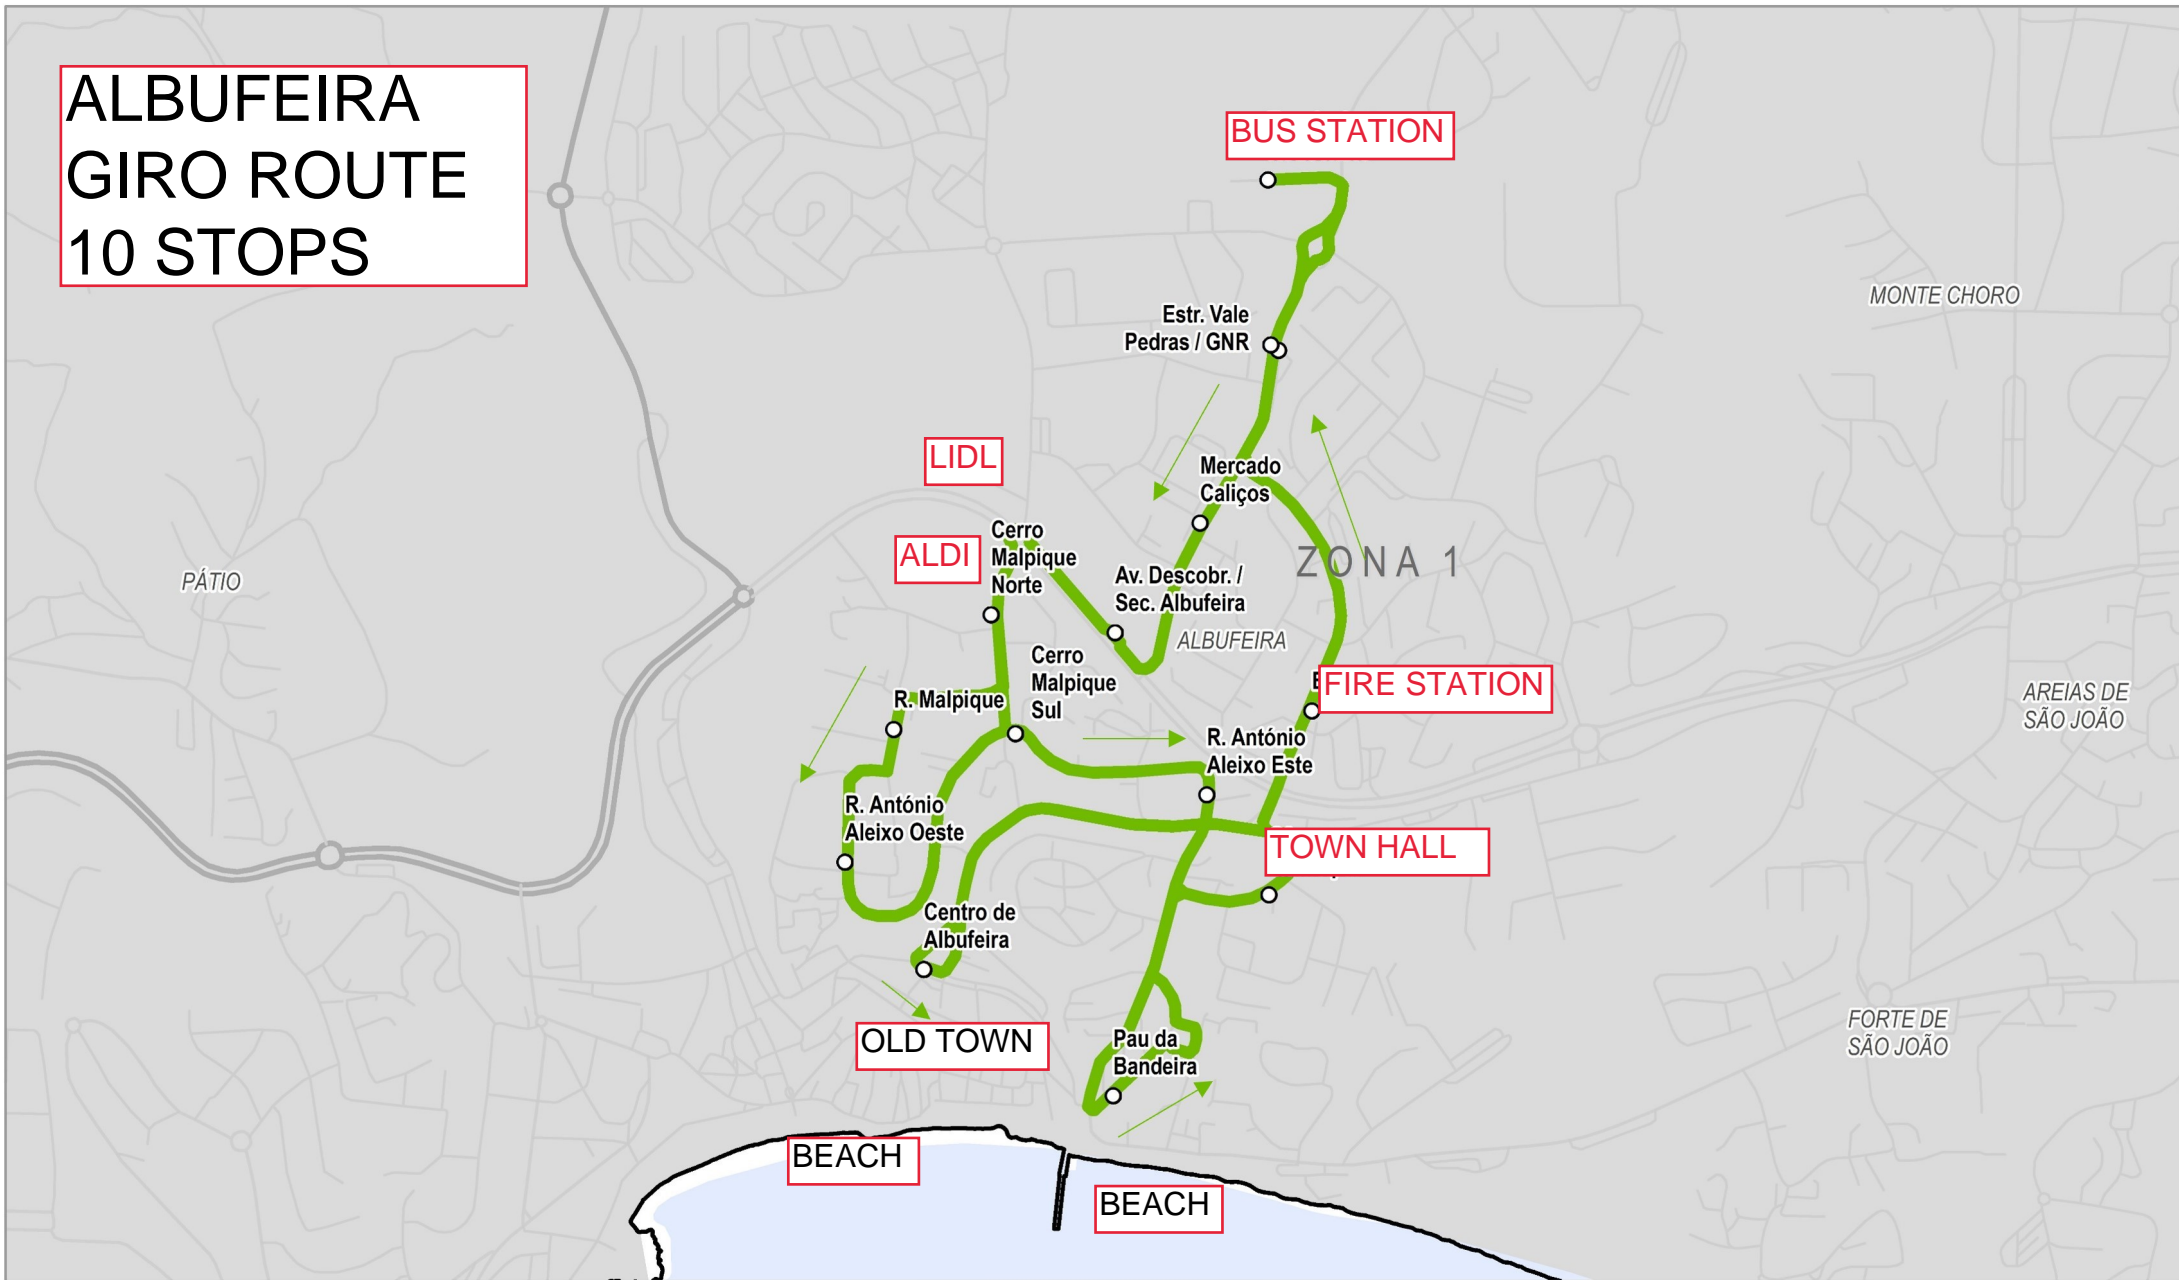 ALBUFEIRA
GIRO ROUTE
10 STOPS
BUS STATION
MONTE CHORO
Estr. Vale
Pedras / GNR
LIDL
Mercado
Caliços
ALDI
Cerro
Malpique
Norte
ZONA 1
PÁTIO
Av. Descobr. /
Sec. Albufeira
ALBUFEIRA
Cerro
Malpique
Sul
FIRE STATION
R. Malpique
AREIAS DE
SÃO JOÃO
R. António
Aleixo Este
R. António
Aleixo Oeste
TOWN HALL
Centro de
Albufeira
OLD TOWN
Pau da
Bandeira
FORTE DE
SÃO JOÃO
BEACH
BEACH